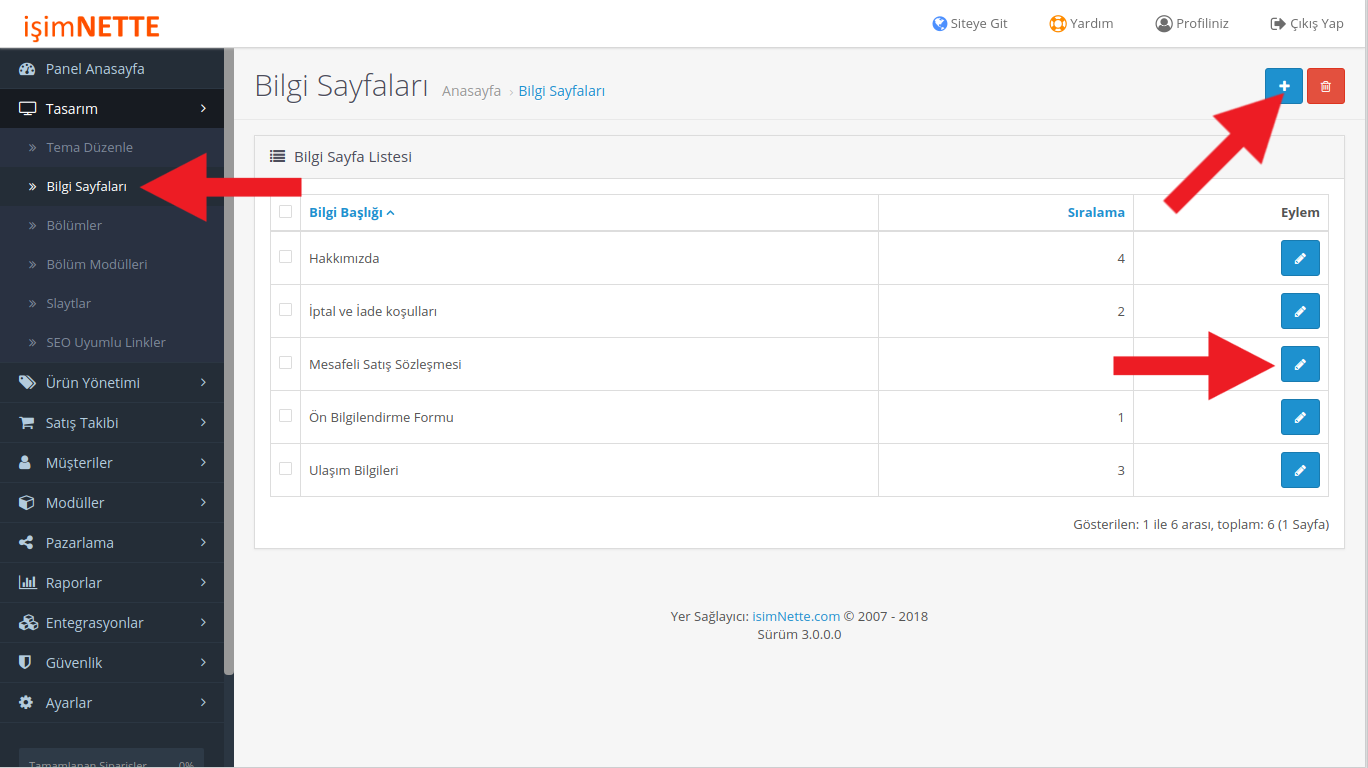 işimNETTE
Siteye Git
Yardım
Profiliniz
Çıkış Yap
Panel Anasayfa
Tasarım
Tema Düzenle
Bilgi Sayfaları
Bölümler
Bölüm Modülleri
Slaytlar
SEO Uyumlu Linkler
Ürün Yönetimi
Satış Takibi
Müşteriler
Modüller
Pazarlama
Raporlar
Entegrasyonlar
Güvenlik
Ayarlar
Tamamlanan Siparişler 0%
Bilgi Sayfaları
Anasayfa › Bilgi Sayfaları
Bilgi Sayfa Listesi
Bilgi Başlığı Sıralama Eylem
Hakkımızda 4
İptal ve İade koşulları 2
Mesafeli Satış Sözleşmesi
Ön Bilgilendirme Formu 1
Ulaşım Bilgileri 3
Gösterilen: 1 ile 6 arası, toplam: 6 (1 Sayfa)
Yer Sağlayıcı: isimNette.com © 2007 - 2018
Sürüm 3.0.0.0